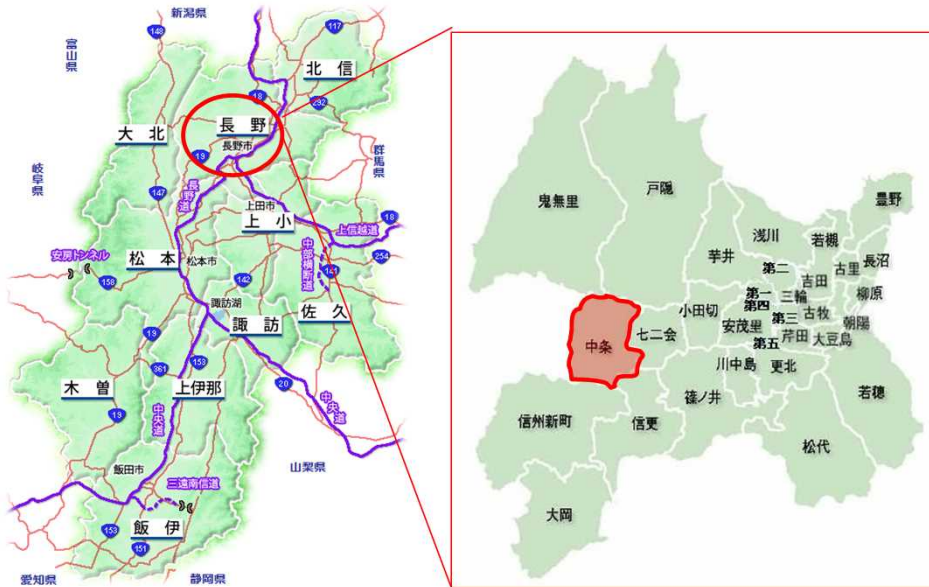 新潟県
富山県
148
117
北 信
18
292
大 北
長 野
長野市
19
群馬県
岐阜県
147
長野道
上田市
上 小
18
上信越道
安房トンネル
松 本
松本市
中部横断道
254
141
158
142
佐 久
諏訪湖
諏 訪
19
153
361
20
木 曽
上伊那
中央道
中央道
19
飯田市
山梨県
三遠南信道
153
飯 伊
151
愛知県
静岡県
鬼無里
戸隠
豊野
浅川
若槻
芋井
第二
古里
長沼
吉田
柳原
第一
三輪
小田切
第四
古牧
朝陽
七二会
安茂里
第三
中条
第五
芹田
大豆島
川中島
更北
若穂
篠ノ井
信州新町
信更
松代
大岡